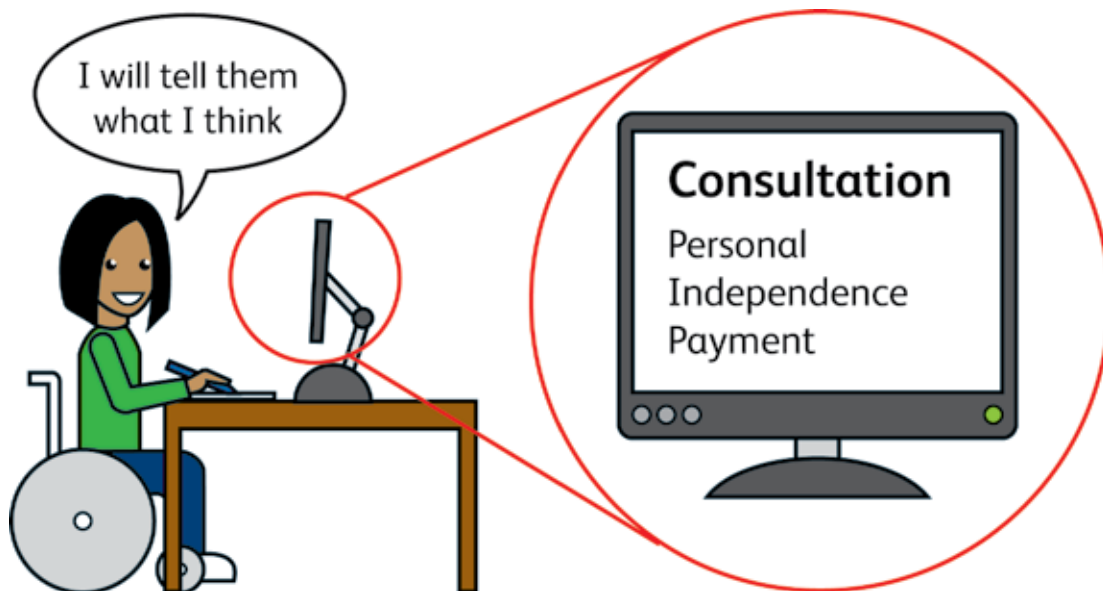 I will tell them
what I think
Consultation
Personal
Independence
Payment